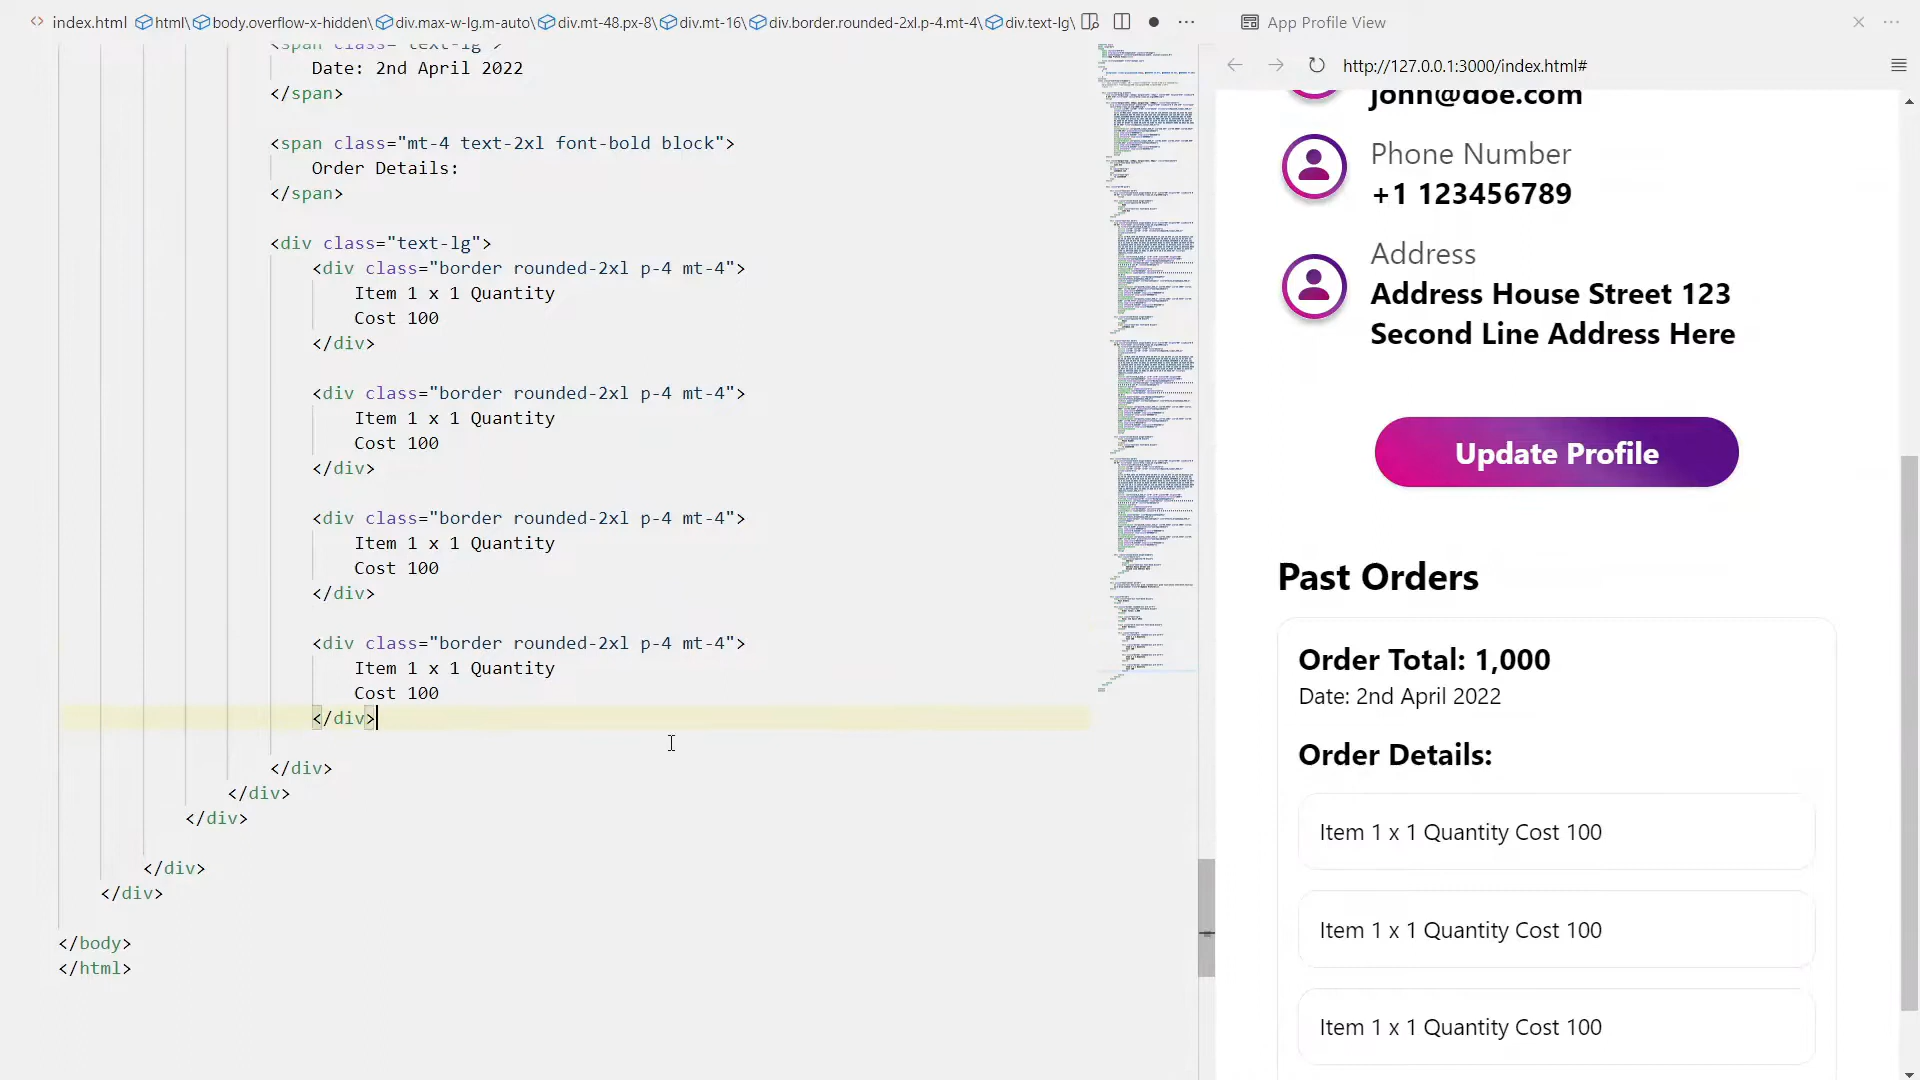 index.html html\ body.overflow-x-hidden\ div.max-w-lg.m-auto\ div.mt-48.px-8\ div.mt-16\ div.border.rounded-2xl.p-4.mt-4\ div.text-lg\
<span class="text-lg">
Date: 2nd April 2022
</span>
<span class="mt-4 text-2xl font-bold block">
Order Details:
</span>
<div class="text-lg">
<div class="border rounded-2xl p-4 mt-4">
Item 1 x 1 Quantity
Cost 100
</div>
<div class="border rounded-2xl p-4 mt-4">
Item 1 x 1 Quantity
Cost 100
</div>
<div class="border rounded-2xl p-4 mt-4">
Item 1 x 1 Quantity
Cost 100
</div>
<div class="border rounded-2xl p-4 mt-4">
Item 1 x 1 Quantity
Cost 100
</div>
</div>
</div>
</div>
</div>
</div>
</body>
</html>
App Profile View
http://127.0.0.1:3000/index.html#
john@doe.com
Phone Number
+1 123456789
Address
Address House Street 123
Second Line Address Here
Update Profile
Past Orders
Order Total: 1,000
Date: 2nd April 2022
Order Details:
Item 1 x 1 Quantity Cost 100
Item 1 x 1 Quantity Cost 100
Item 1 x 1 Quantity Cost 100